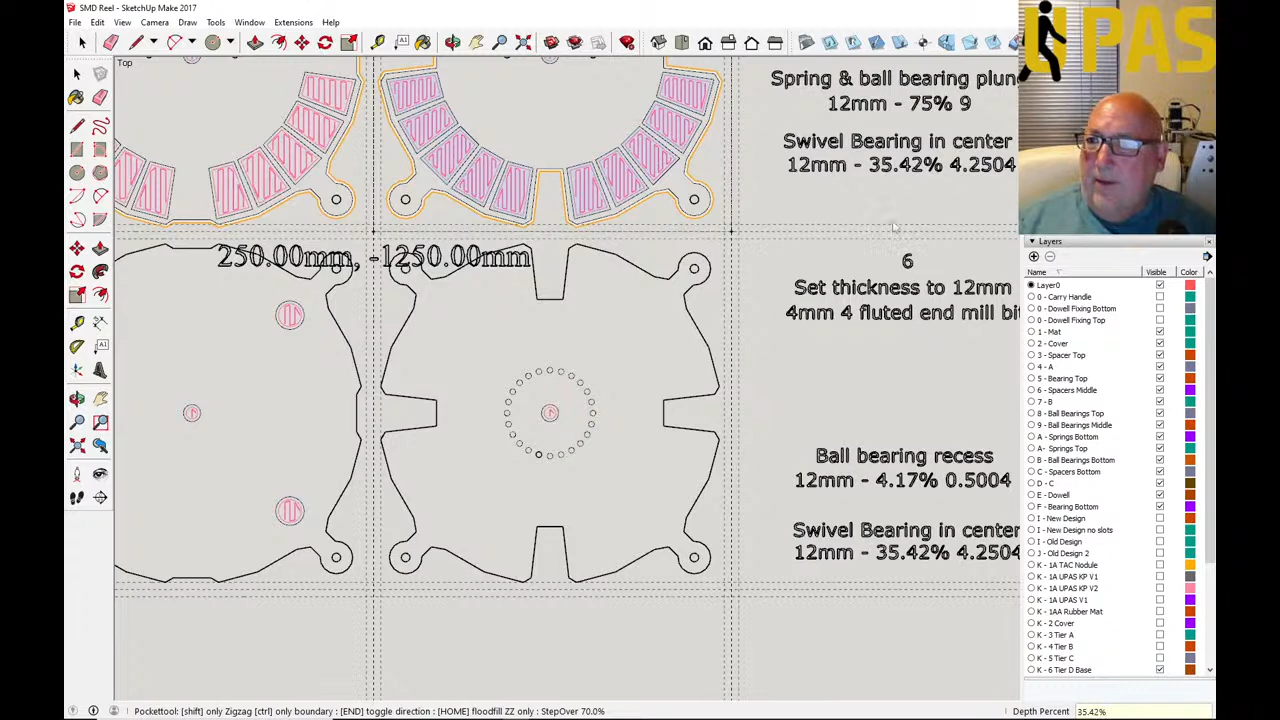 SMD Reel - SketchUp Make 2017
File Edit View Camera Draw Tools Window Extensions Help
Top
UPAS
Spring & ball bearing plun
12mm - 75% 9
Swivel Bearing in center
12mm - 35.42% 4.2504
250.00mm, -1250.00mm
6
Set thickness to 12mm
4mm 4 fluted end mill bit
Ball bearing recess
12mm - 4.17% 0.5004
Swivel Bearing in center
12mm - 35.42% 4.2504
Layers
Name Visible Color
Layer0
0 - Carry Handle
0 - Dowell Fixing Bottom
0 - Dowell Fixing Top
1 - Mat
2 - Cover
3 - Spacer Top
4 - A
5 - Bearing Top
6 - Spacers Middle
7 - B
8 - Ball Bearings Top
9 - Ball Bearings Middle
A - Springs Bottom
A- Springs Top
B - Ball Bearings Bottom
C - Spacers Bottom
D - C
E - Dowell
F - Bearing Bottom
I - New Design
I - New Design no slots
I - Old Design
J - Old Design 2
K - 1A TAC Nodule
K - 1A UPAS KP V1
K - 1A UPAS KP V2
K - 1A UPAS V1
K - 1AA Rubber Mat
K - 2 Cover
K - 3 Tier A
K - 4 Tier B
K - 5 Tier C
K - 6 Tier D Base
Pockettool: [shift] only Zigzag [ctrl] only boundary : [END] toggle direction : [HOME] floodfill ZZ only : StepOver 70.0%
Depth Percent 35.42%